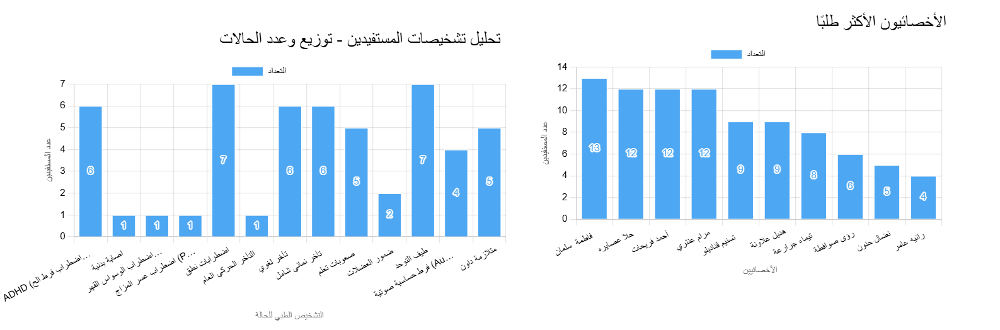 تحليل تشخيصات المستفيدين - توزيع وعدد الحالات
التعداد
عدد المستفيدين
7
6
5
4
3
2
1
0
6
1
1
1
7
1
6
6
5
2
7
4
5
ADHD (اضطراب فرط الح...
اصابة بدنية
اضطراب الوسواس القهر...
اضطراب عسر المزاج (P...
اضطرابات نطق
التأخر الحركي العام
تأخر لغوي
تأخر نمائي شامل
صعوبات تعلم
ضمور العضلات
طيف التوحد
فرط حساسية صوتية (Au...
متلازمة داون
التشخيص الطبي للحالة
الأخصائيون الأكثر طلبًا
التعداد
عدد المستفيدين
14
12
10
8
6
4
2
0
13
12
12
12
9
9
8
6
5
4
فاطمة سلمان
حلا عصايره
أحمد فريحات
مرام عنتري
تسنيم قناديلو
هديل علاونة
تيماء جرارعة
رؤى صوافطة
نضال حنون
رانيه عامر
الأخصائيين